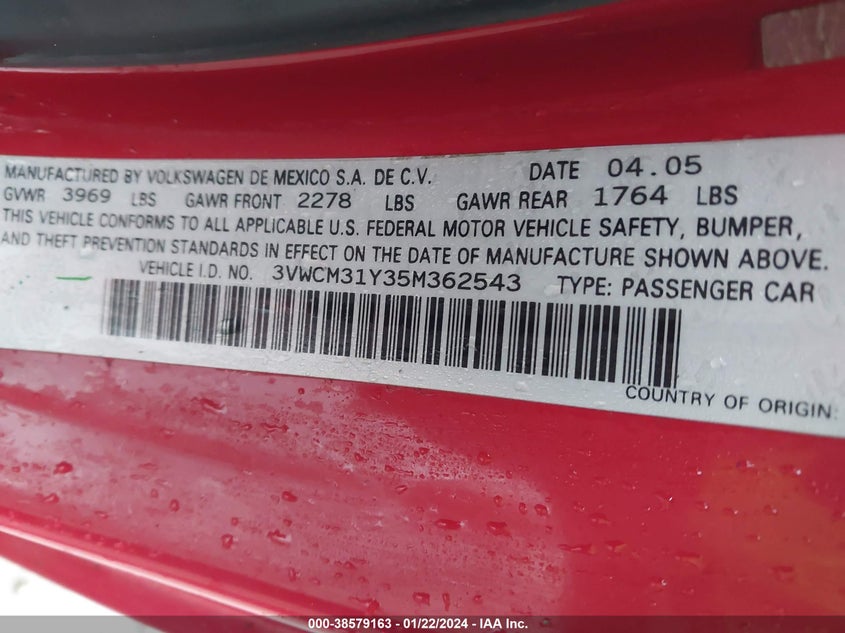 MANUFACTURED BY VOLKSWAGEN DE MEXICO S.A. DE C.V. DATE 04.05
GVWR 3969 LBS GAWR FRONT 2278 LBS GAWR REAR 1764 LBS
THIS VEHICLE CONFORMS TO ALL APPLICABLE U.S. FEDERAL MOTOR VEHICLE SAFETY, BUMPER,
AND THEFT PREVENTION STANDARDS IN EFFECT ON THE DATE OF MANUFACTURE SHOWN ABOVE.
VEHICLE I.D. NO. 3VWCM31Y35M362543 TYPE: PASSENGER CAR
COUNTRY OF ORIGIN:
000-38579163 - 01/22/2024 - IAA Inc.